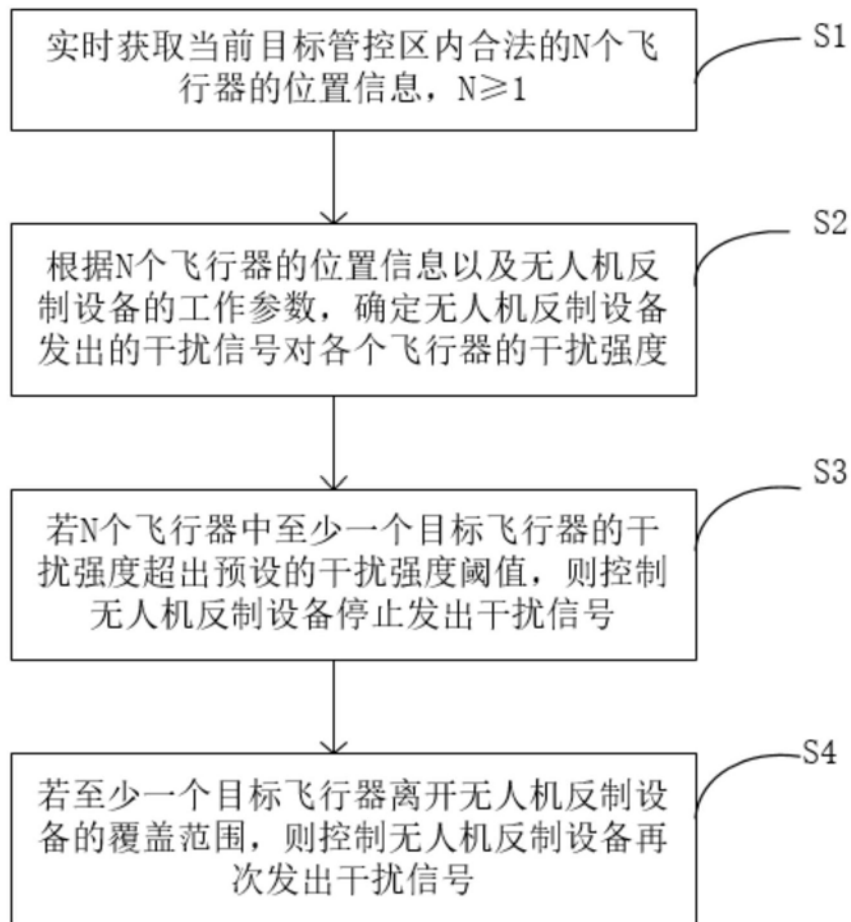 实时获取当前目标管控区内合法的N个飞
行器的位置信息，N≥1
S1
根据N个飞行器的位置信息以及无人机反
制设备的工作参数，确定无人机反制设备
发出的干扰信号对各个飞行器的干扰强度
S2
若N个飞行器中至少一个目标飞行器的干
扰强度超出预设的干扰强度阈值，则控制
无人机反制设备停止发出干扰信号
S3
若至少一个目标飞行器离开无人机反制设
备的覆盖范围，则控制无人机反制设备再
次发出干扰信号
S4